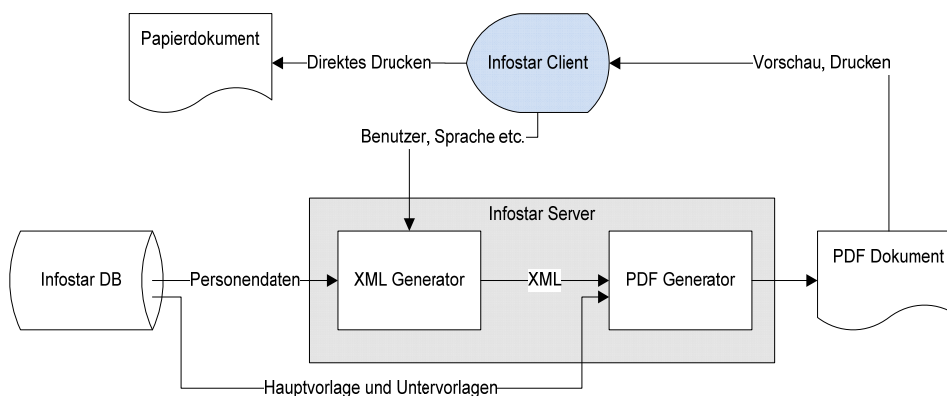 Papierdokument
Direktes Drucken
Infostar Client
Vorschau, Drucken
Benutzer, Sprache etc.
Infostar Server
Infostar DB
Personendaten
XML Generator
XML
PDF Generator
PDF Dokument
Hauptvorlage und Untervorlagen